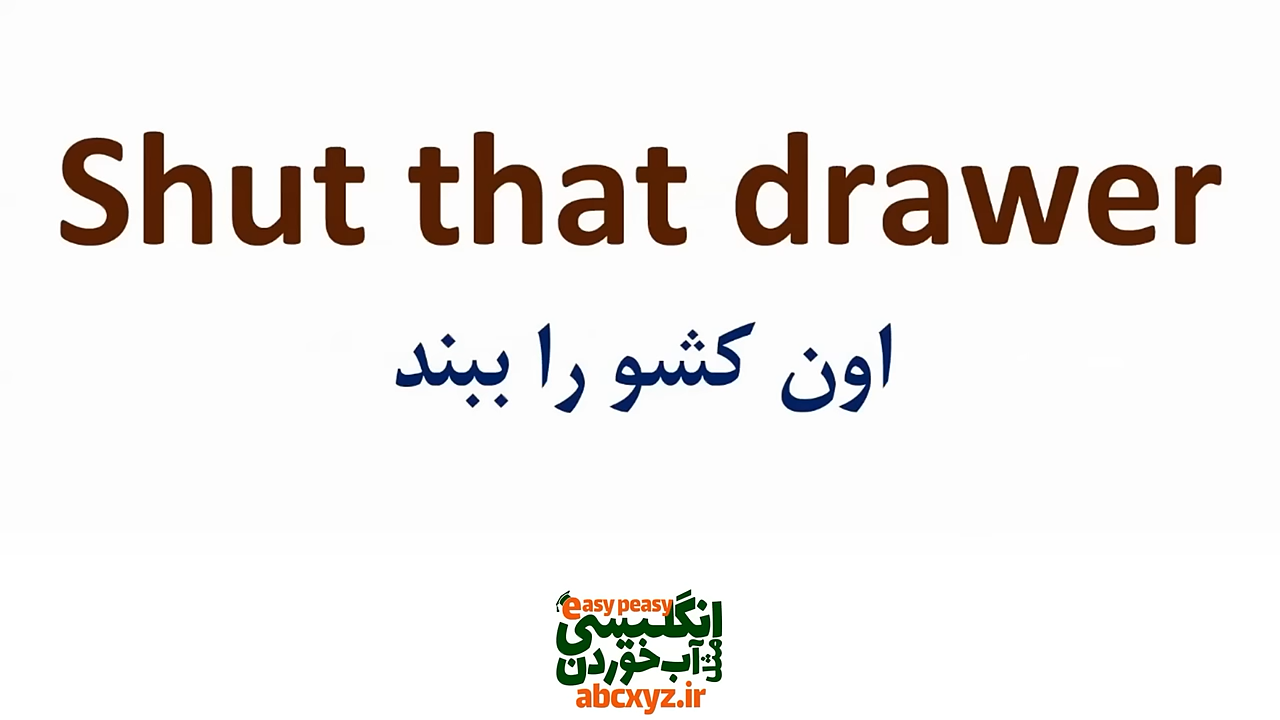 Shut that drawer
اون کشو را ببند
easy peasy
انگلیسی
مثل آب خوردن
abcxyz.ir